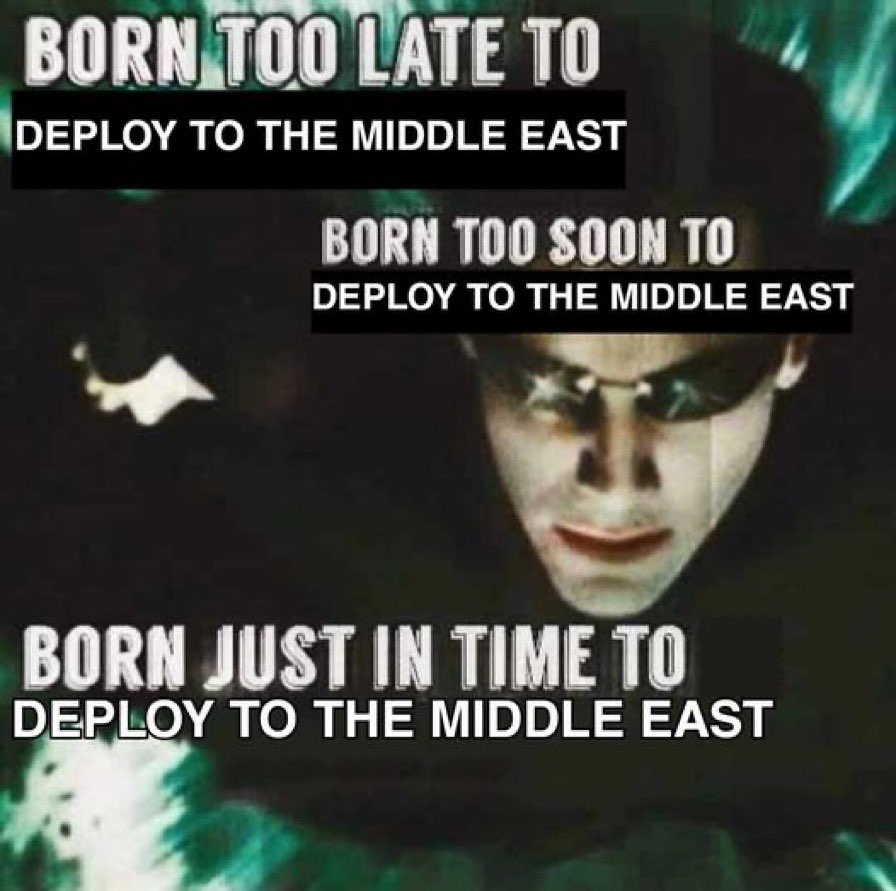 BORN TOO LATE TO
DEPLOY TO THE MIDDLE EAST
BORN TOO SOON TO
DEPLOY TO THE MIDDLE EAST
BORN JUST IN TIME TO
DEPLOY TO THE MIDDLE EAST